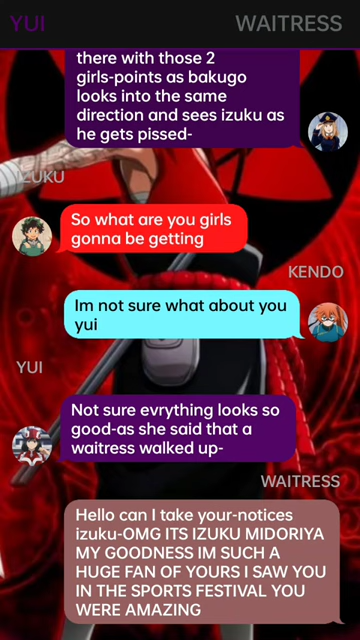 YUI
WAITRESS
there with those 2
girls-points as bakugo
looks into the same
direction and sees izuku as
he gets pissed-
IZUKU
So what are you girls
gonna be getting
KENDO
Im not sure what about you
yui
YUI
Not sure evrything looks so
good-as she said that a
waitress walked up-
WAITRESS
Hello can I take your-notices
izuku-OMG ITS IZUKU MIDORIYA
MY GOODNESS IM SUCH A
HUGE FAN OF YOURS I SAW YOU
IN THE SPORTS FESTIVAL YOU
WERE AMAZING